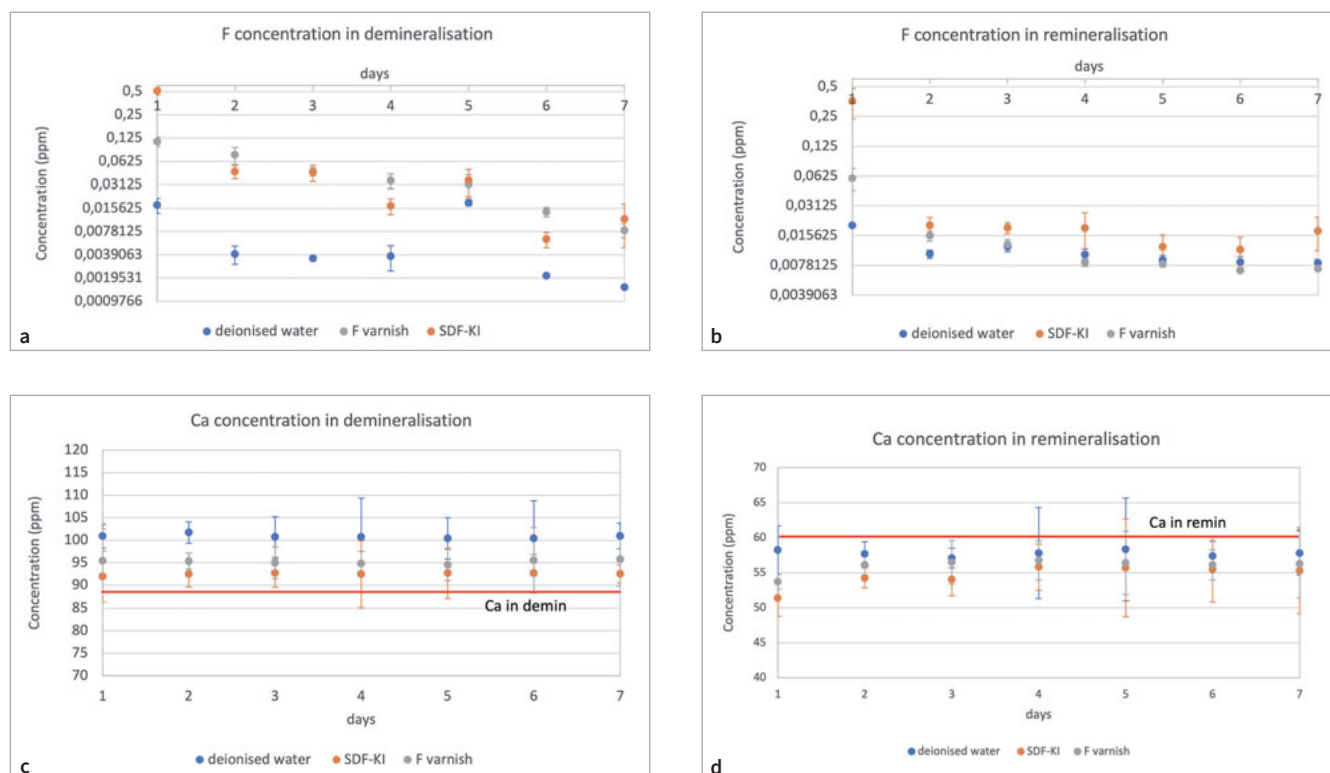 F concentration in demineralisation
days
1 2 3 4 5 6 7
0,5
0,25
0,125
0,0625
0,03125
0,015625
0,0078125
0,0039063
0,0019531
0,0009766
Concentration (ppm)
deionised water F varnish SDF-KI
a
F concentration in remineralisation
days
1 2 3 4 5 6 7
0,5
0,25
0,125
0,0625
0,03125
0,015625
0,0078125
0,0039063
Concentration (ppm)
deionised water SDF-KI F varnish
b
Ca concentration in demineralisation
120
115
110
105
100
95
90
85
80
75
70
Concentration (ppm)
Ca in demin
1 2 3 4 5 6 7
days
deionised water SDF-KI F varnish
c
Ca concentration in remineralisation
70
65
60
55
50
45
40
Concentration (ppm)
Ca in remin
1 2 3 4 5 6 7
days
deionised water SDF-KI F varnish
d